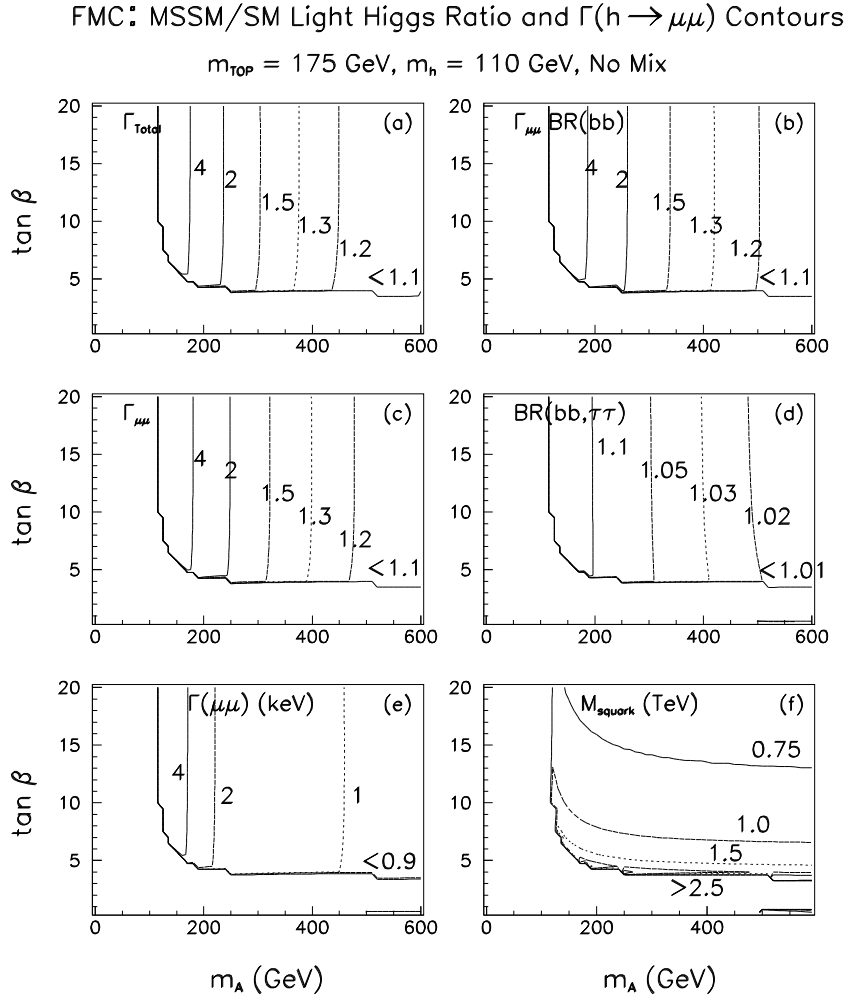 FMC: MSSM/SM Light Higgs Ratio and Γ(h → μμ) Contours
m_TOP = 175 GeV, m_h = 110 GeV, No Mix
Γ_Total (a)
4 2 1.5 1.3 1.2 <1.1
tan β
20 15 10 5
0 200 400 600
Γ_μμ BR(bb) (b)
4 2 1.5 1.3 1.2 <1.1
20 15 10 5
0 200 400 600
Γ_μμ (c)
4 2 1.5 1.3 1.2 <1.1
tan β
20 15 10 5
0 200 400 600
BR(bb,ττ) (d)
1.1 1.05 1.03 1.02 <1.01
20 15 10 5
0 200 400 600
Γ(μμ) (keV) (e)
4 2 1 <0.9
tan β
20 15 10 5
0 200 400 600
m_A (GeV)
M_squark (TeV) (f)
0.75
1.0
1.5
>2.5
20 15 10 5
0 200 400 600
m_A (GeV)